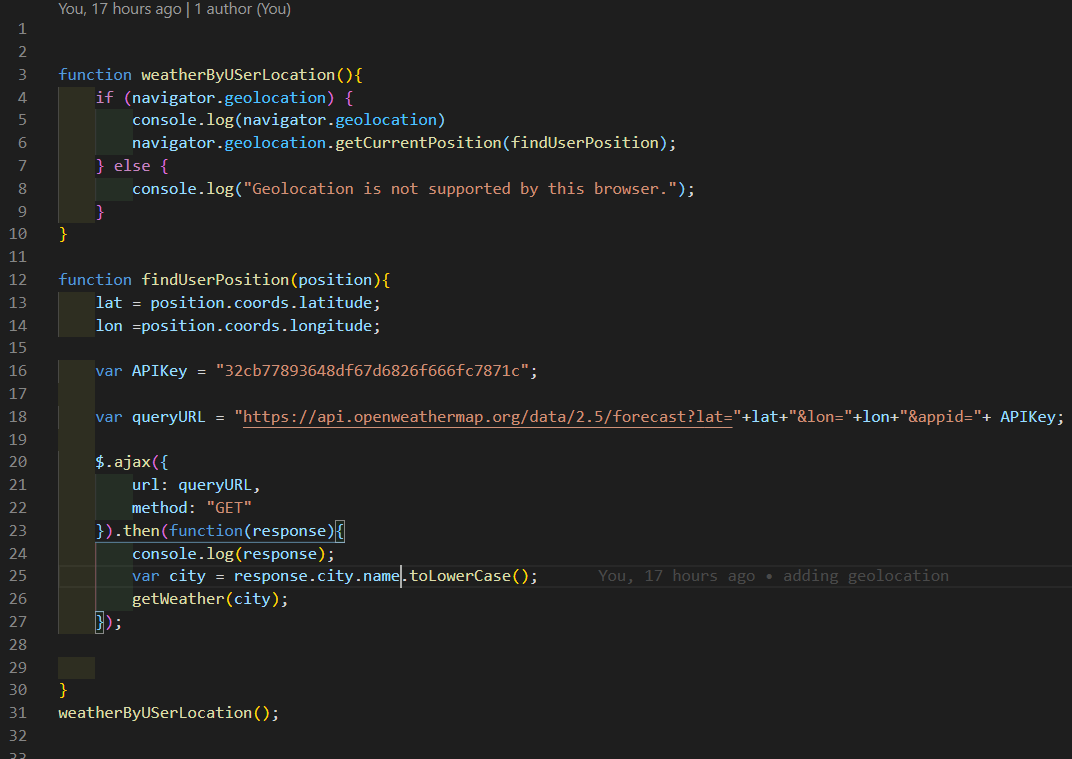 You, 17 hours ago | 1 author (You)
1
2
3 function weatherByUSerLocation(){
4 if (navigator.geolocation) {
5 console.log(navigator.geolocation)
6 navigator.geolocation.getCurrentPosition(findUserPosition);
7 } else {
8 console.log("Geolocation is not supported by this browser.");
9 }
10 }
11
12 function findUserPosition(position){
13 lat = position.coords.latitude;
14 lon =position.coords.longitude;
15
16 var APIKey = "32cb77893648df67d6826f666fc7871c";
17
18 var queryURL = "https://api.openweathermap.org/data/2.5/forecast?lat="+lat+"&lon="+lon+"&appid="+ APIKey;
19
20 $.ajax({
21 url: queryURL,
22 method: "GET"
23 }).then(function(response){
24 console.log(response);
25 var city = response.city.name.toLowerCase(); You, 17 hours ago • adding geolocation
26 getWeather(city);
27 });
28
29
30 }
31 weatherByUSerLocation();
32
33